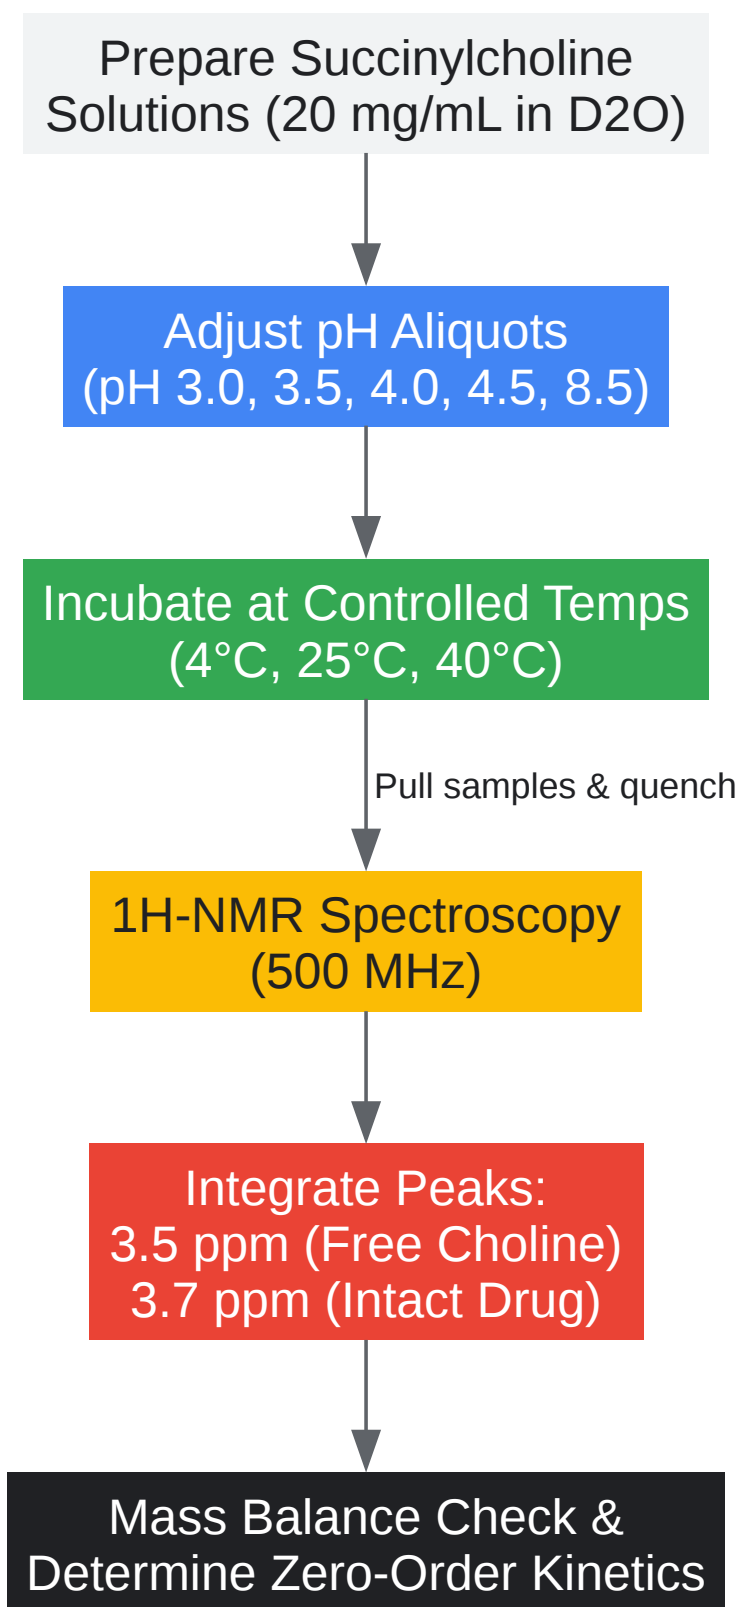 Prepare Succinylcholine
Solutions (20 mg/mL in D2O)
Adjust pH Aliquots
(pH 3.0, 3.5, 4.0, 4.5, 8.5)
Incubate at Controlled Temps
(4°C, 25°C, 40°C)
Pull samples & quench
1H-NMR Spectroscopy
(500 MHz)
Integrate Peaks:
3.5 ppm (Free Choline)
3.7 ppm (Intact Drug)
Mass Balance Check &
Determine Zero-Order Kinetics